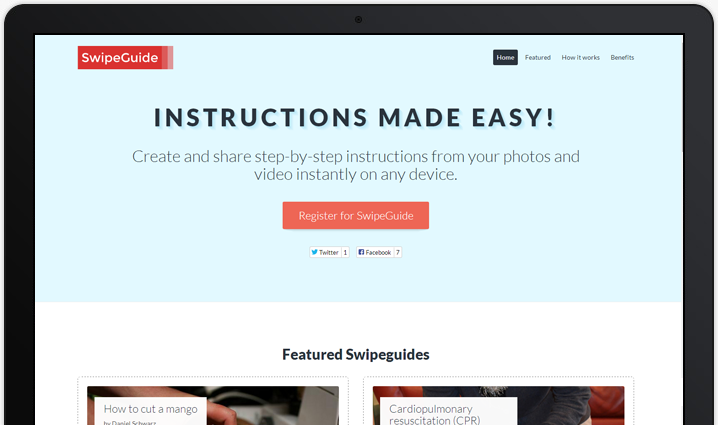 SwipeGuide
Home Featured How it works Benefits
INSTRUCTIONS MADE EASY!
Create and share step-by-step instructions from your photos and
video instantly on any device.
Register for SwipeGuide
Twitter 1 Facebook 7
Featured Swipeguides
How to cut a mango
by Daniel Schwarz
Cardiopulmonary
resuscitation (CPR)